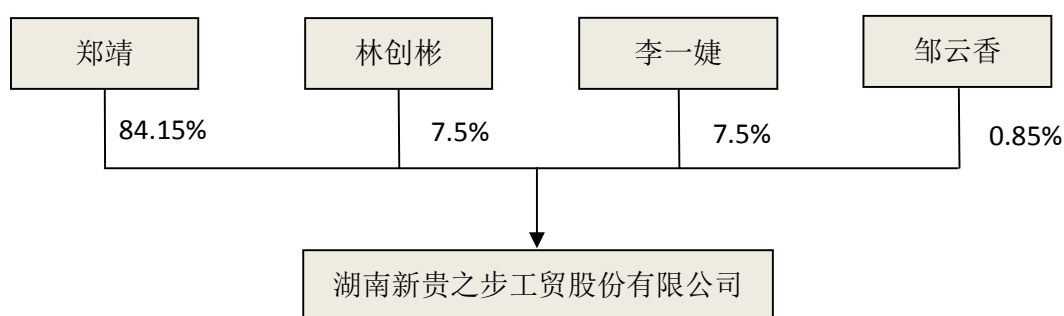 郑靖
林创彬
李一婕
邹云香
84.15%
7.5%
7.5%
0.85%
湖南新贵之步工贸股份有限公司